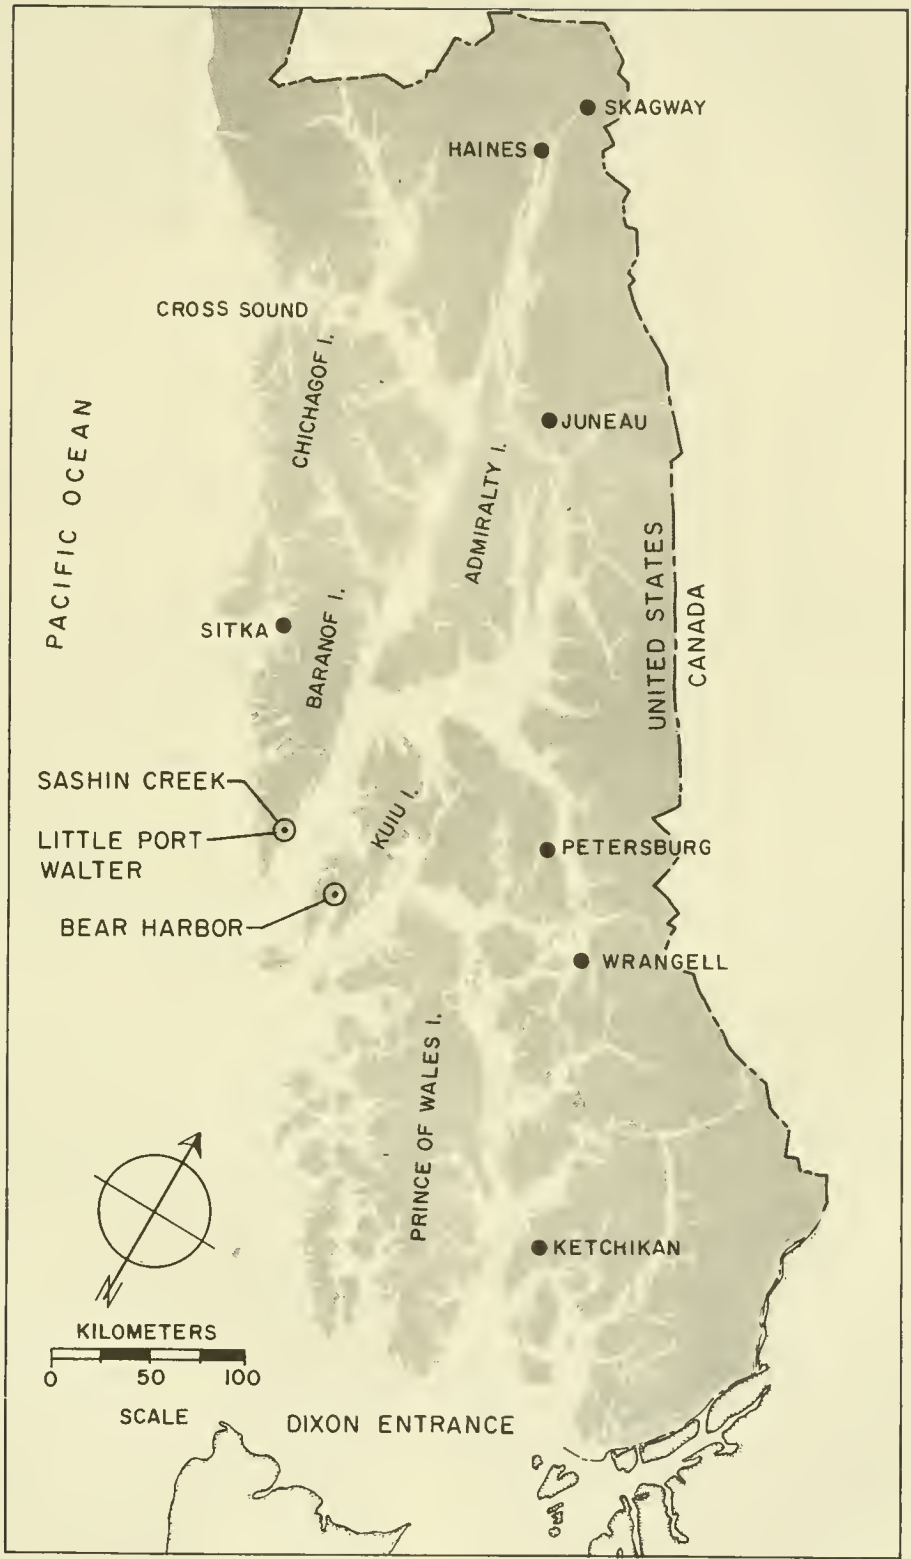 SKAGWAY
HAINES
CROSS SOUND
CHICHAGOF I.
JUNEAU
ADMIRALTY I.
PACIFIC OCEAN
UNITED STATES
CANADA
SITKA
BARANOF I.
SASHIN CREEK
KUIU I.
LITTLE PORT
WALTER
PETERSBURG
BEAR HARBOR
WRANGELL
PRINCE OF WALES I.
N
KETCHIKAN
KILOMETERS
0 50 100
SCALE
DIXON ENTRANCE